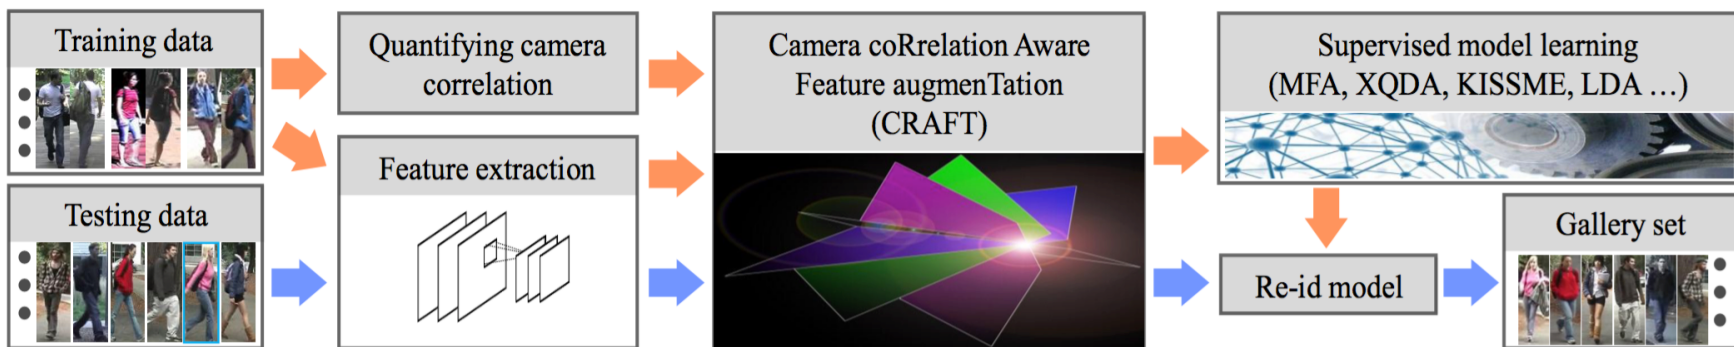 Training data
Quantifying camera
correlation
Camera coRrelation Aware
Feature augmenTation
(CRAFT)
Supervised model learning
(MFA, XQDA, KISSME, LDA ...)
Feature extraction
Testing data
Re-id model
Gallery set